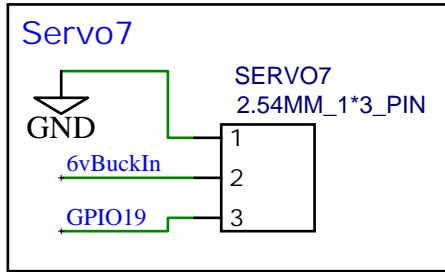 Servo7
SERVO7
2.54MM_1*3_PIN
GND
1
6vBuckIn
2
GPIO19
3